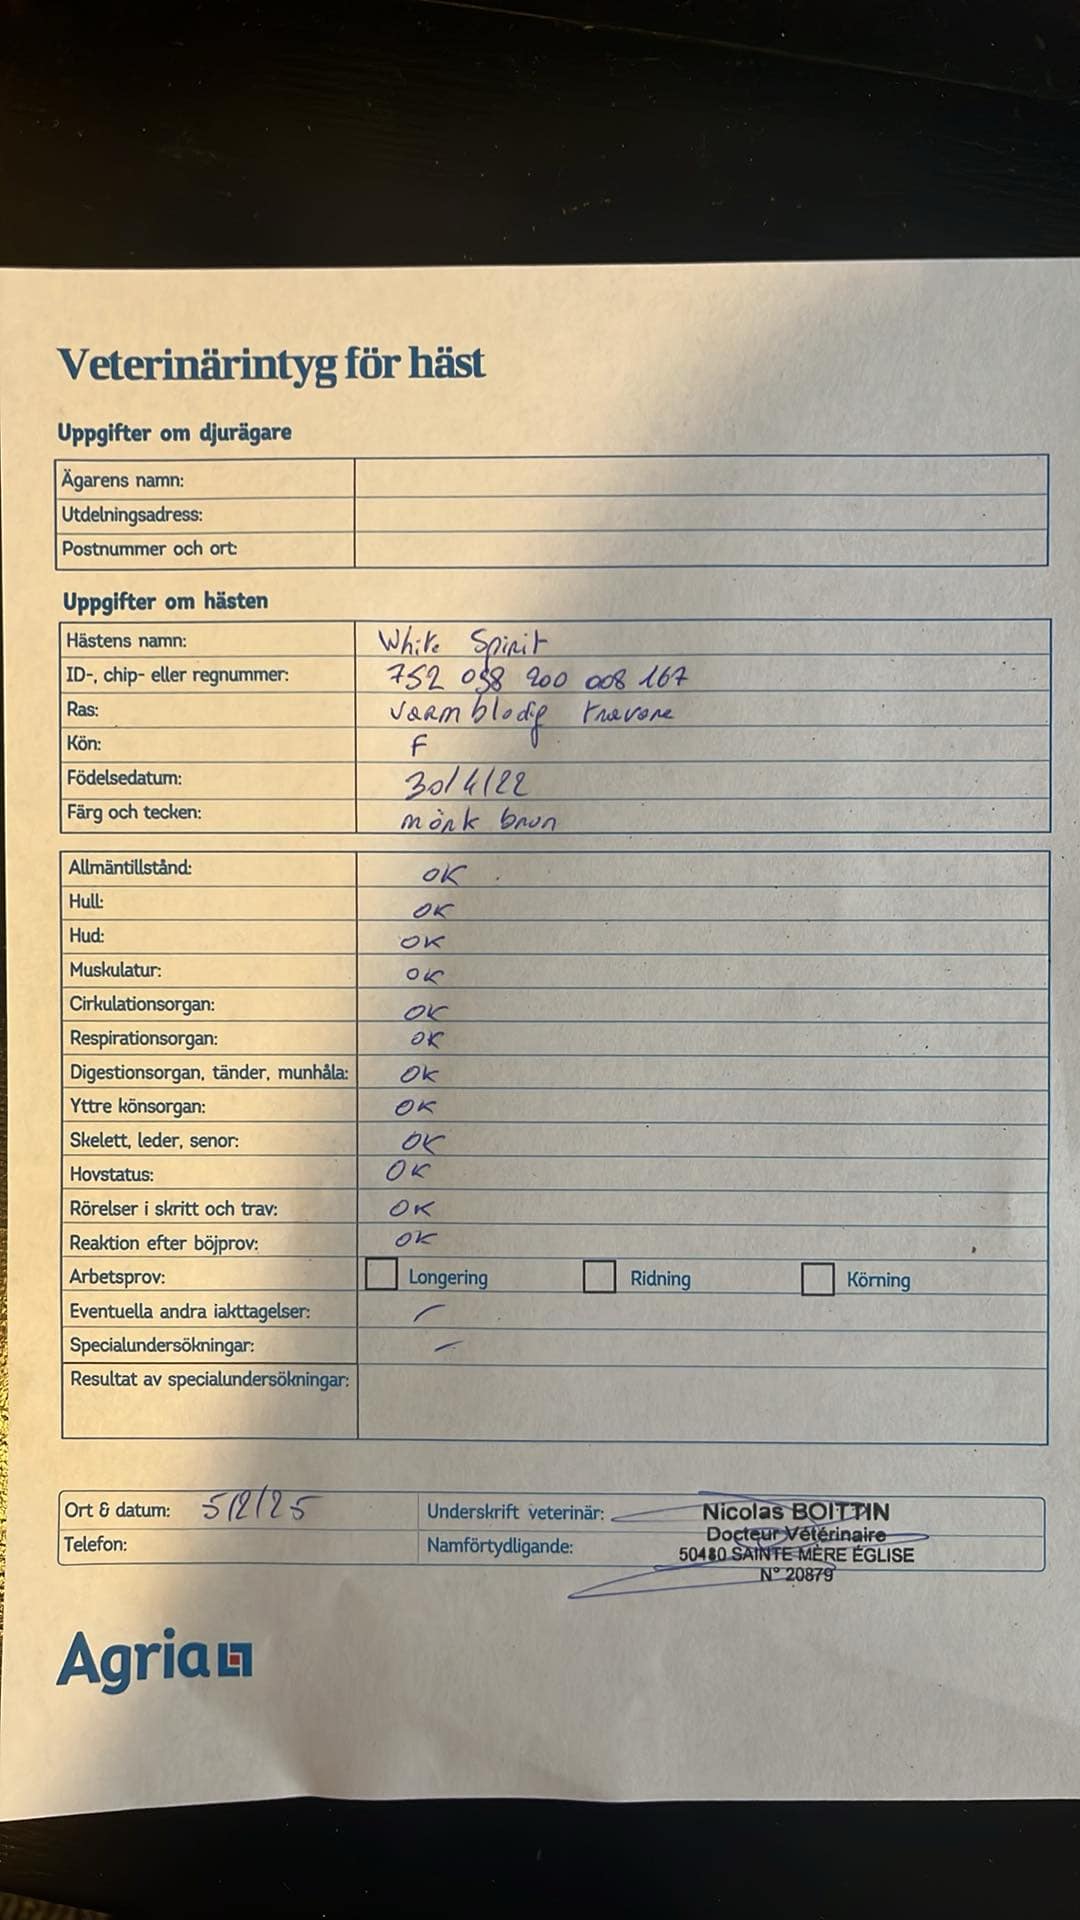 Veterinärintyg för häst
Uppgifter om djurägare
Ägarens namn:
Utdelningsadress:
Postnummer och ort:
Uppgifter om hästen
Hästens namn: White Spirit
ID-, chip- eller regnummer: 752 098 200 008 167
Ras: varmblodig travare
Kön: F
Födelsedatum: 30/4/22
Färg och tecken: mörk brun
Allmäntillstånd: OK
Hull: OK
Hud: OK
Muskulatur: OK
Cirkulationsorgan: OK
Respirationsorgan: OK
Digestionsorgan, tänder, munhåla: OK
Yttre könsorgan: OK
Skelett, leder, senor: OK
Hovstatus: OK
Rörelser i skritt och trav: OK
Reaktion efter böjprov: OK
Arbetsprov: Longering Ridning Körning
Eventuella andra iakttagelser: –
Specialundersökningar: –
Resultat av specialundersökningar:
Ort & datum: 5/2/25 Underskrift veterinär: Nicolas BOITTIN
Docteur Vétérinaire
Telefon: Namförtydligande: 50480 SAINTE MÈRE ÉGLISE
N° 20879
Agria